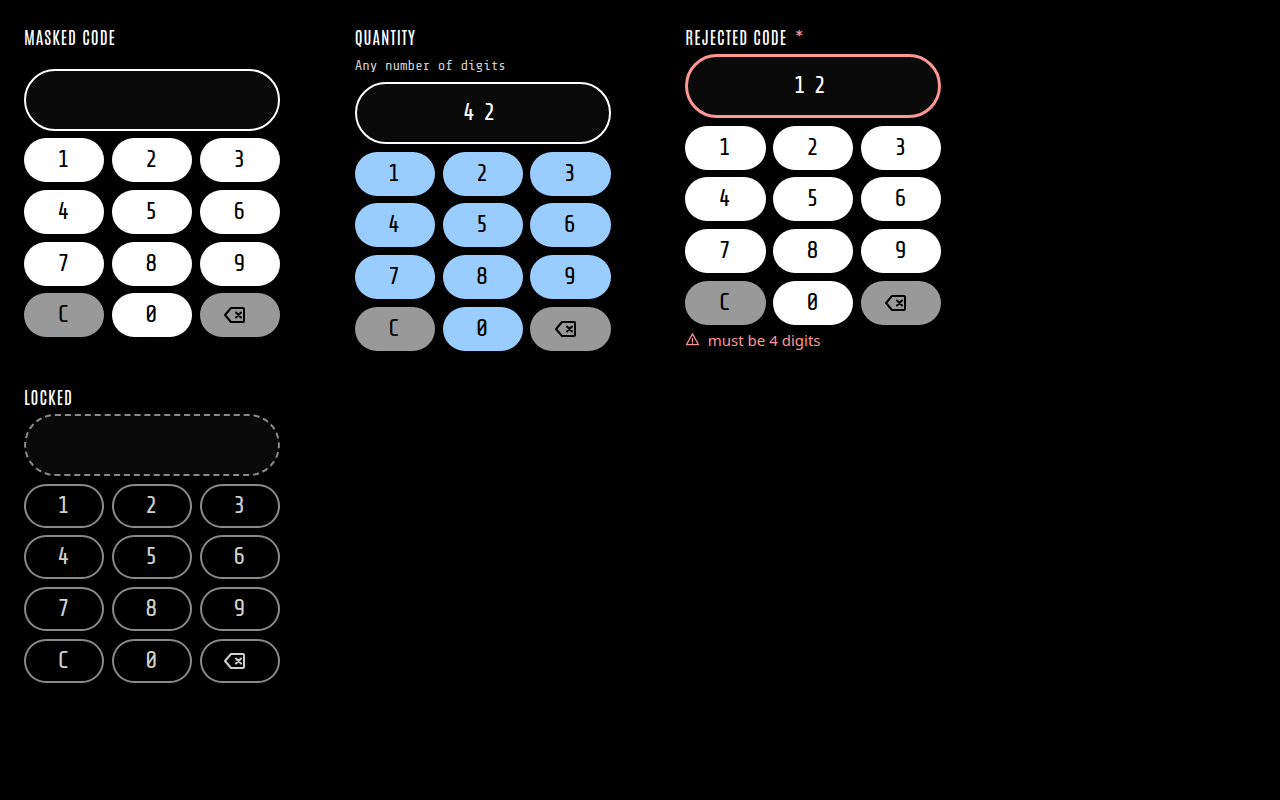 MASKED CODE
1 2 3
4 5 6
7 8 9
C 0
QUANTITY
Any number of digits
4 2
1 2 3
4 5 6
7 8 9
C 0
REJECTED CODE *
1 2
1 2 3
4 5 6
7 8 9
C 0
must be 4 digits
LOCKED
1 2 3
4 5 6
7 8 9
C 0